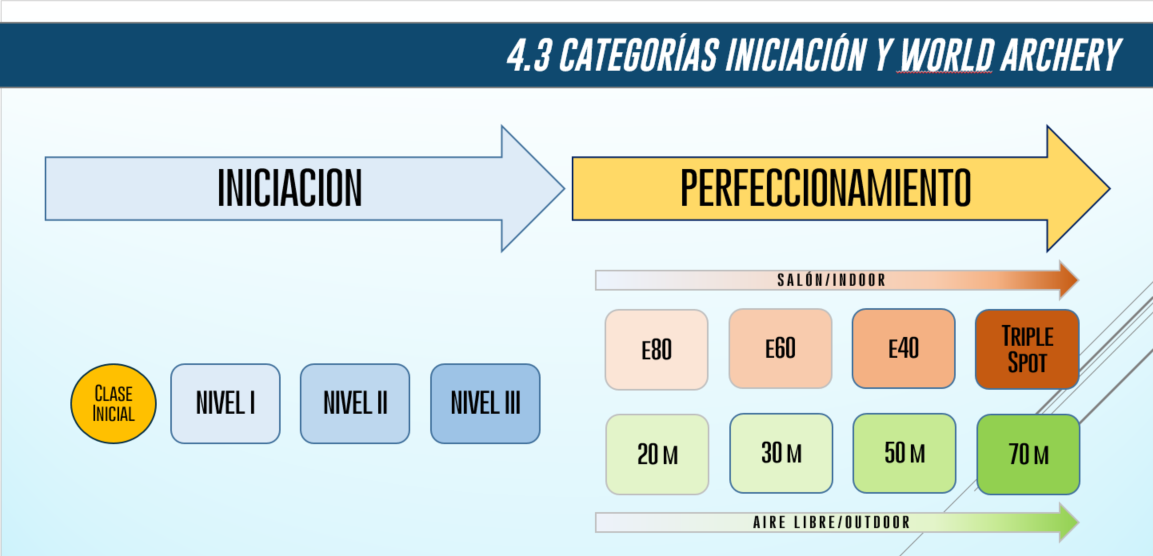 4.3 CATEGORÍAS INICIACIÓN Y WORLD ARCHERY
INICIACION
PERFECCIONAMIENTO
SALÓN/INDOOR
E80
E60
E40
TRIPLE
SPOT
CLASE
INICIAL
NIVEL I
NIVEL II
NIVEL III
20 M
30 M
50 M
70 M
AIRE LIBRE/OUTDOOR